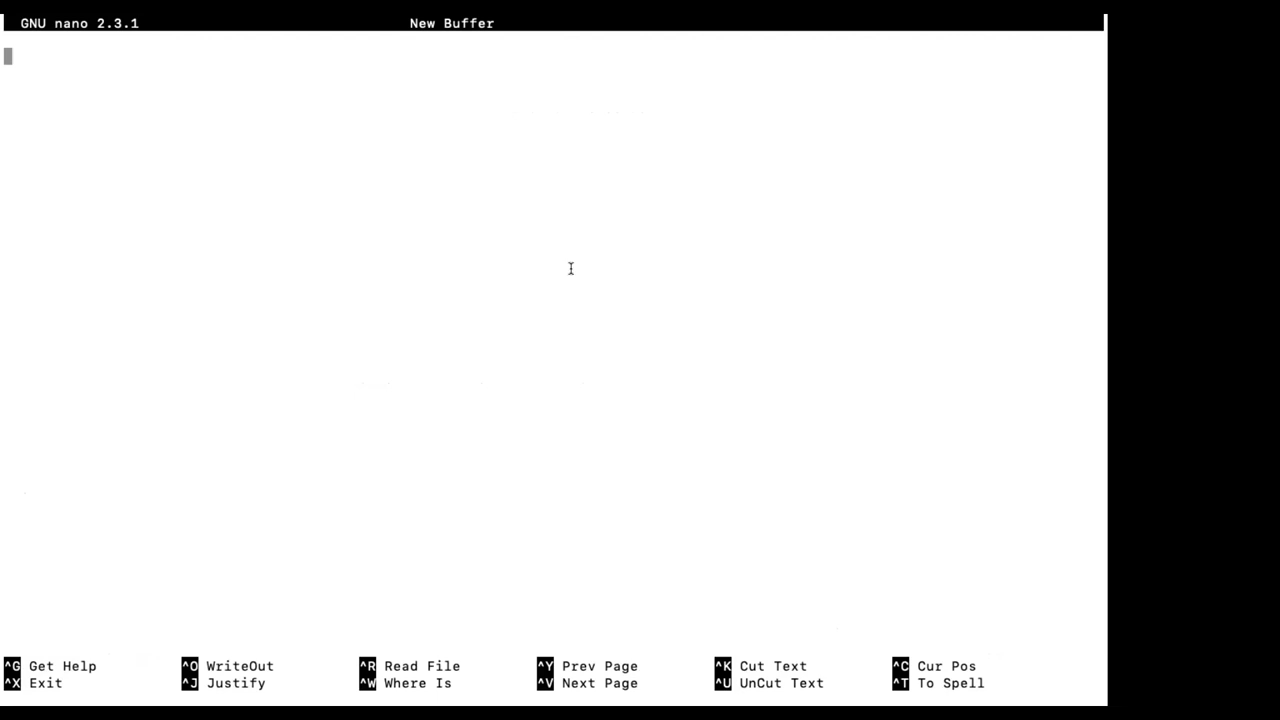 GNU nano 2.3.1 New Buffer
^G Get Help ^O WriteOut ^R Read File ^Y Prev Page ^K Cut Text ^C Cur Pos
^X Exit ^J Justify ^W Where Is ^V Next Page ^U UnCut Text ^T To Spell